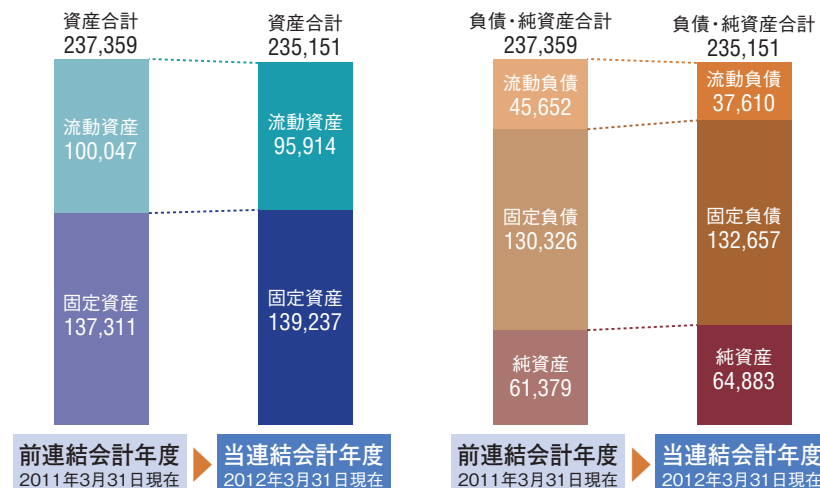 資産合計
237,359
流動資産
100,047
固定資産
137,311
前連結会計年度
2011年3月31日現在
資産合計
235,151
流動資産
95,914
固定資産
139,237
当連結会計年度
2012年3月31日現在
負債・純資産合計
237,359
流動負債
45,652
固定負債
130,326
純資産
61,379
前連結会計年度
2011年3月31日現在
負債・純資産合計
235,151
流動負債
37,610
固定負債
132,657
純資産
64,883
当連結会計年度
2012年3月31日現在